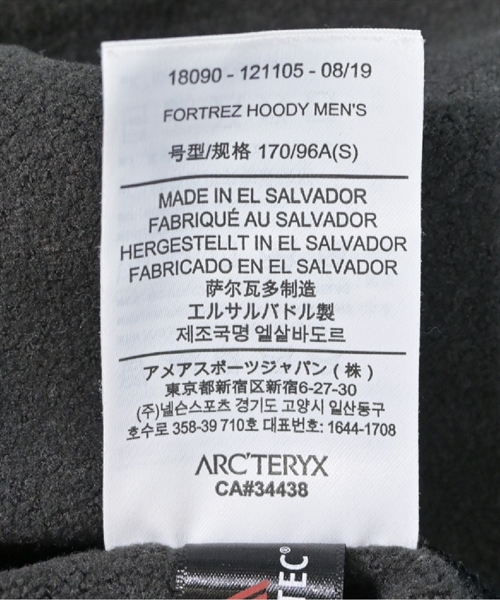 18090 - 121105 - 08/19
FORTREZ HOODY MEN'S
号型/规格 170/96A(S)
MADE IN EL SALVADOR
FABRIQUÉ AU SALVADOR
HERGESTELLT IN EL SALVADOR
FABRICADO EN EL SALVADOR
萨尔瓦多制造
エルサルバドル製
제조국명 엘살바도르
アメアスポーツジャパン（株）
東京都新宿区新宿6-27-30
(주)넬슨스포츠 경기도 고양시 일산동구
호수로 358-39 710호 대표번호: 1644-1708
ARC'TERYX
CA#34438
TEC®